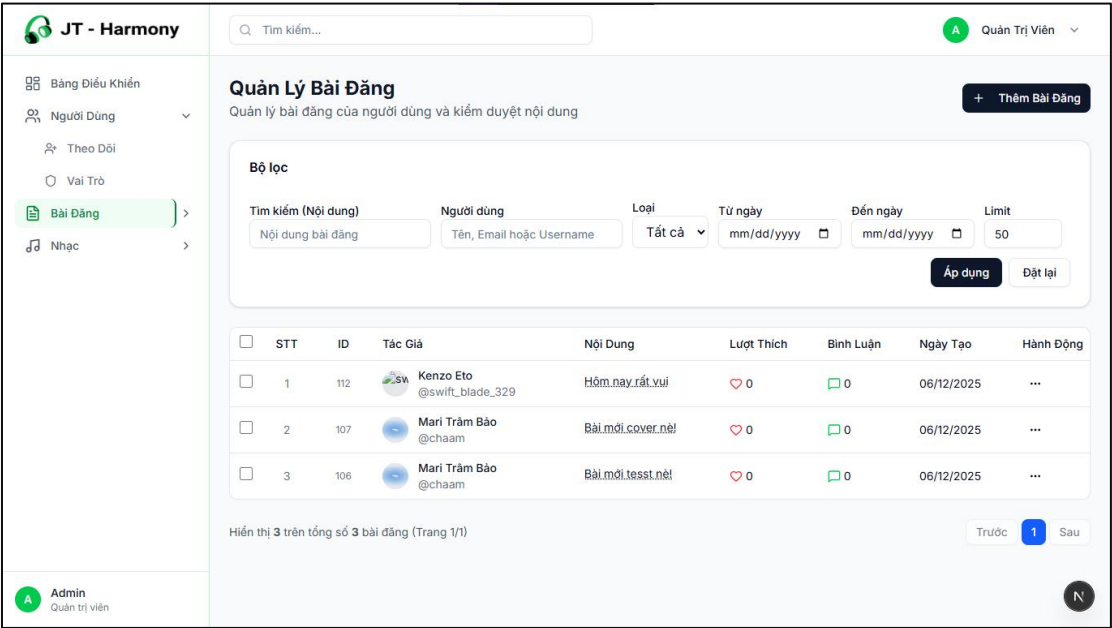 JT - Harmony
Tìm kiếm...
A Quản Trị Viên
Bảng Điều Khiển
Người Dùng
Theo Dõi
Vai Trò
Bài Đăng
Nhạc
Quản Lý Bài Đăng
Quản lý bài đăng của người dùng và kiểm duyệt nội dung
+ Thêm Bài Đăng
Bộ lọc
Tìm kiếm (Nội dung) Người dùng Loại Từ ngày Đến ngày Limit
Nội dung bài đăng Tên, Email hoặc Username Tất cả mm/dd/yyyy mm/dd/yyyy 50
Áp dụng Đặt lại
STT ID Tác Giả Nội Dung Lượt Thích Bình Luận Ngày Tạo Hành Động
1 112 sw Kenzo Eto Hôm nay rất vui 0 0 06/12/2025 ...
@swift_blade_329
2 107 Mari Trâm Bảo Bài mới cover nè! 0 0 06/12/2025 ...
@chaam
3 106 Mari Trâm Bảo Bài mới tesst nè! 0 0 06/12/2025 ...
@chaam
Hiển thị 3 trên tổng số 3 bài đăng (Trang 1/1)
Trước 1 Sau
A Admin
Quản trị viên
N